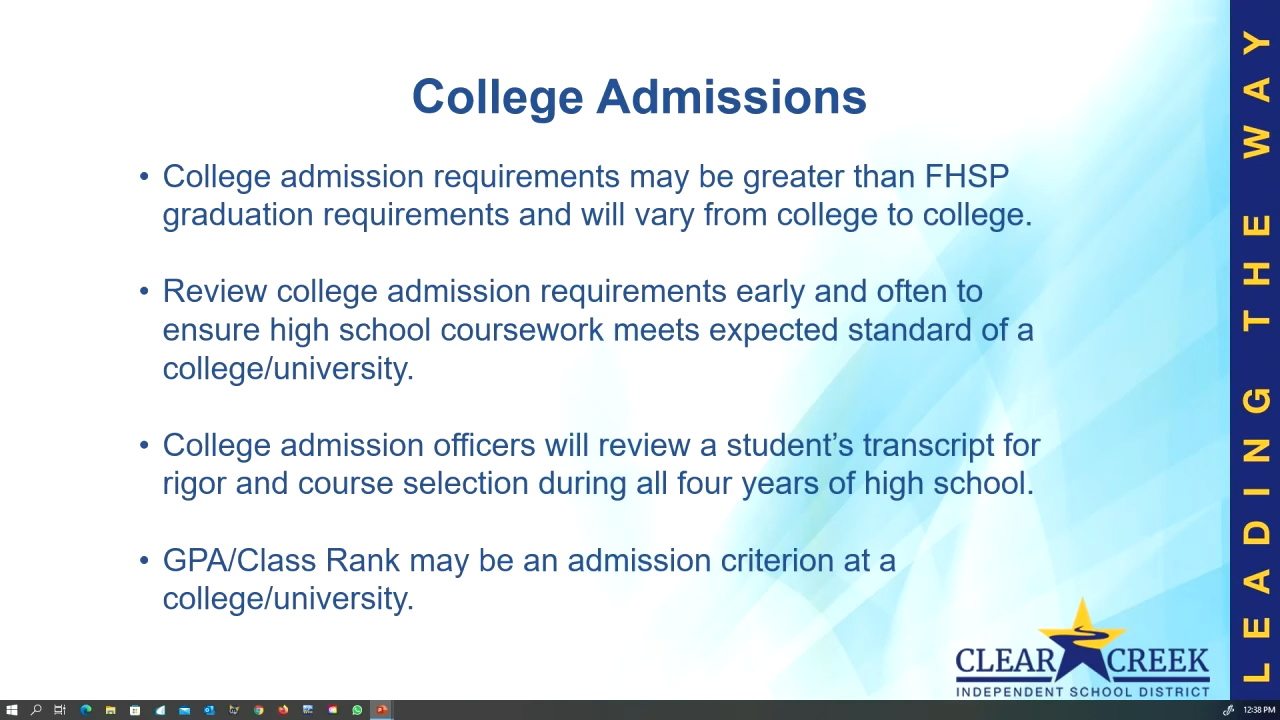 College Admissions
• College admission requirements may be greater than FHSP
graduation requirements and will vary from college to college.
• Review college admission requirements early and often to
ensure high school coursework meets expected standard of a
college/university.
• College admission officers will review a student’s transcript for
rigor and course selection during all four years of high school.
• GPA/Class Rank may be an admission criterion at a
college/university.
CLEAR CREEK
INDEPENDENT SCHOOL DISTRICT
LEADING THE WAY
12:38 PM